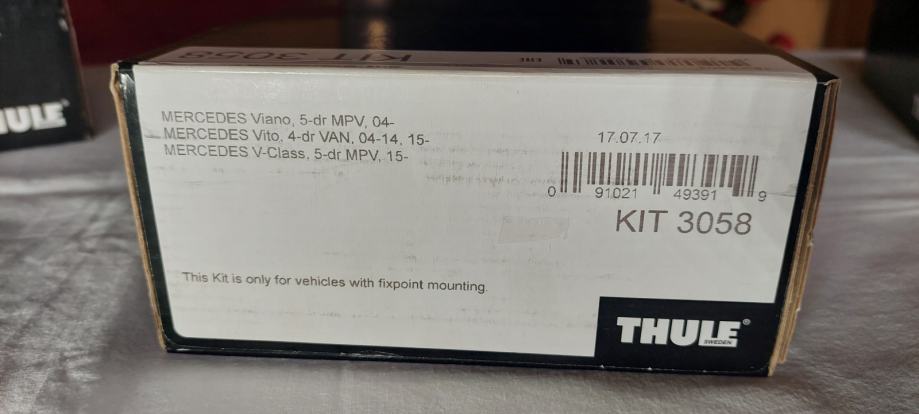 KIT 3058
MERCEDES Viano, 5-dr MPV, 04-
MERCEDES Vito, 4-dr VAN, 04-14, 15-
MERCEDES V-Class, 5-dr MPV, 15-
17.07.17
0 91021 49391 9
KIT 3058
This Kit is only for vehicles with fixpoint mounting.
THULE®
SWEDEN
ULE®